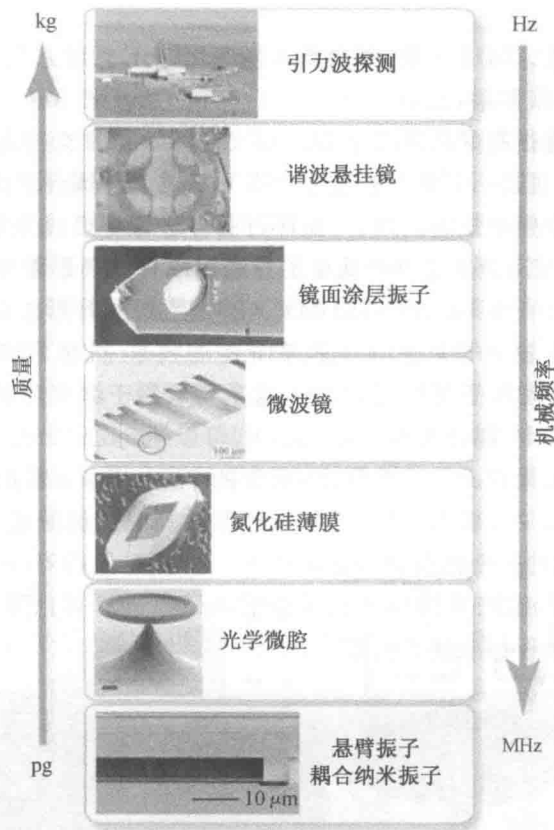 kg
Hz
引力波探测
谐波悬挂镜
镜面涂层振子
质量
机械频率
微波镜
100 μm
氮化硅薄膜
光学微腔
悬臂振子
耦合纳米振子
10 μm
pg
MHz